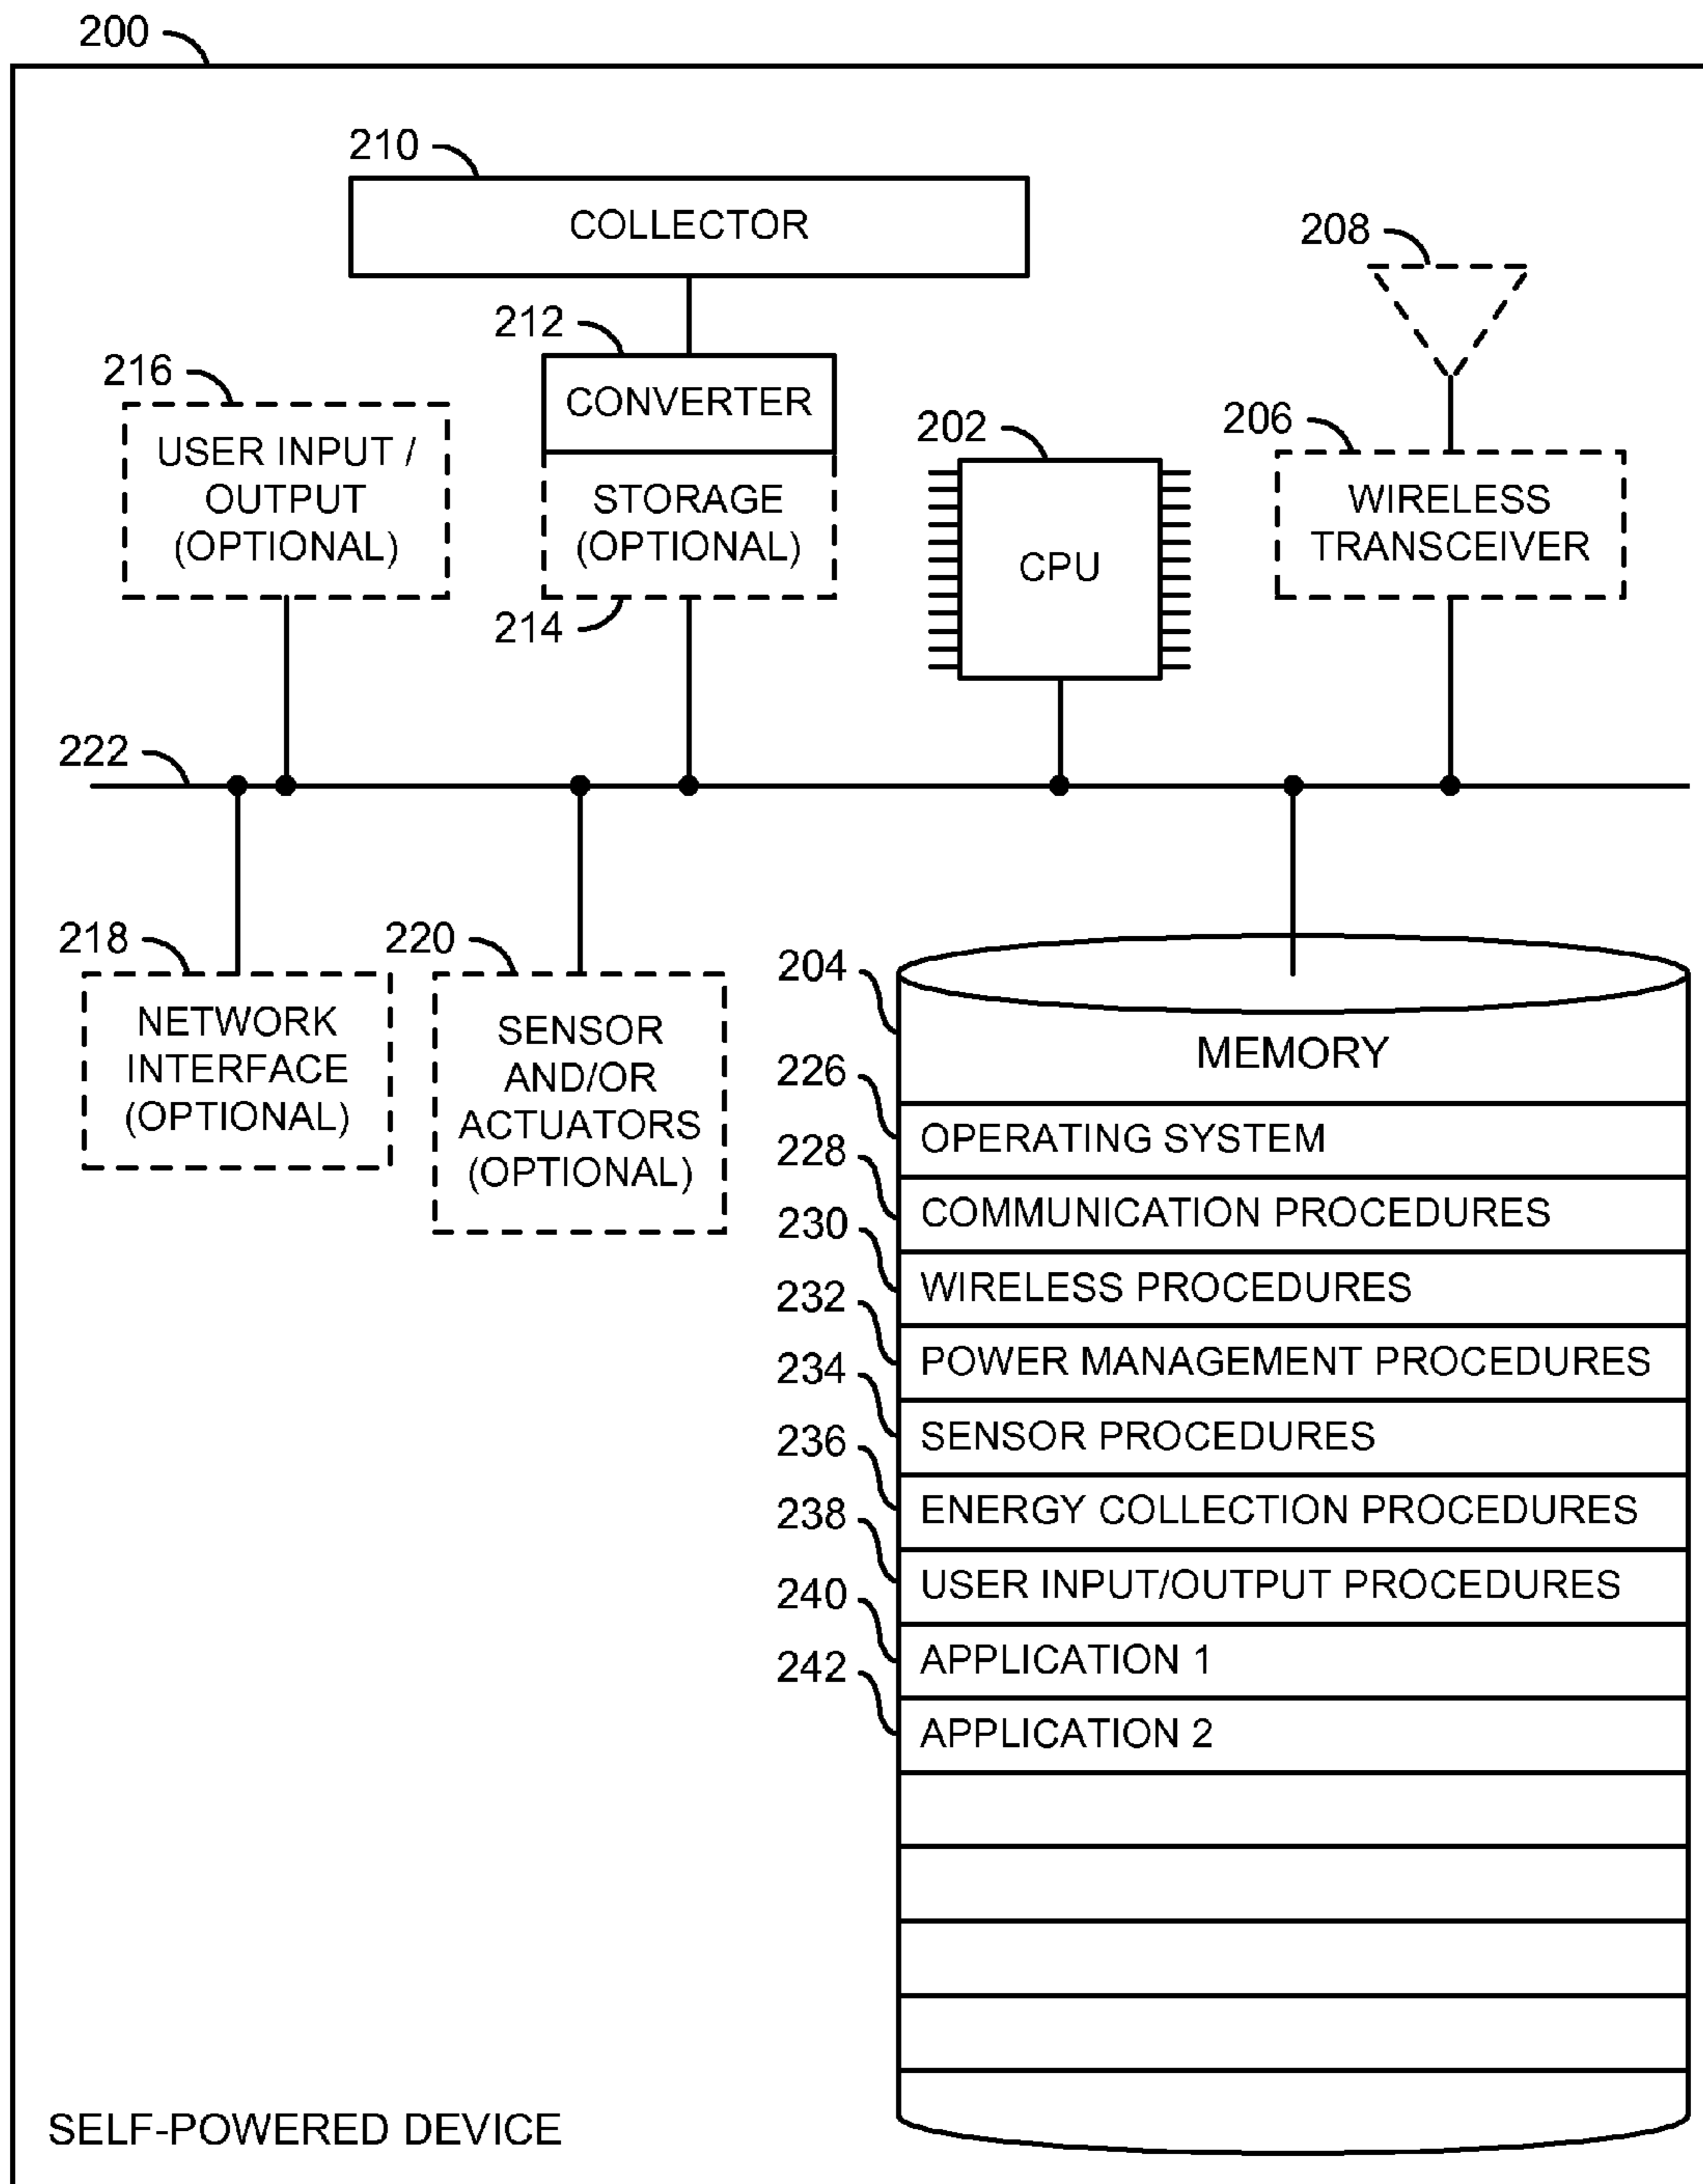 200
210
COLLECTOR
208
212
216
CONVERTER
202
206
USER INPUT /
OUTPUT
(OPTIONAL)
STORAGE
(OPTIONAL)
CPU
WIRELESS
TRANSCEIVER
214
222
218
220
204
NETWORK
INTERFACE
(OPTIONAL)
SENSOR
AND/OR
ACTUATORS
(OPTIONAL)
MEMORY
226
OPERATING SYSTEM
228
COMMUNICATION PROCEDURES
230
WIRELESS PROCEDURES
232
POWER MANAGEMENT PROCEDURES
234
SENSOR PROCEDURES
236
ENERGY COLLECTION PROCEDURES
238
USER INPUT/OUTPUT PROCEDURES
240
APPLICATION 1
242
APPLICATION 2
SELF-POWERED DEVICE